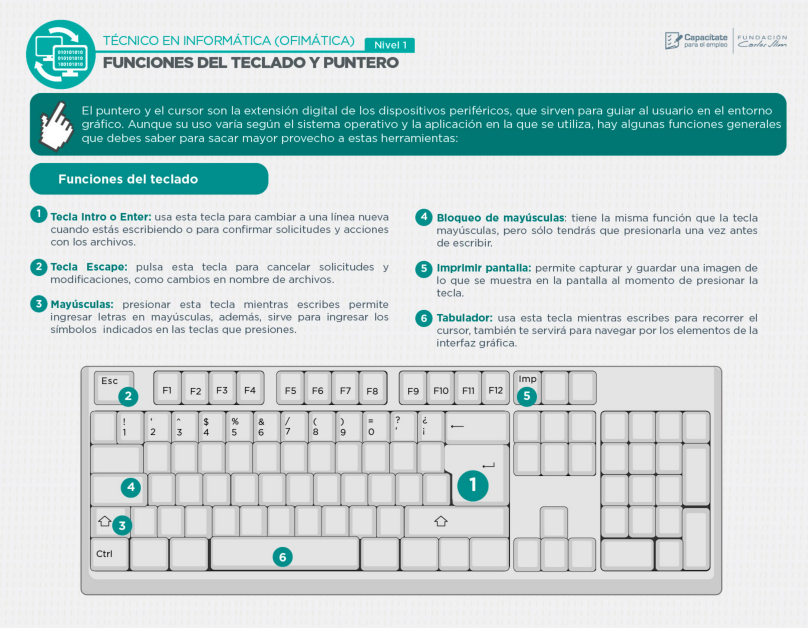 TÉCNICO EN INFORMÁTICA (OFIMÁTICA) Nivel 1
FUNCIONES DEL TECLADO Y PUNTERO
Capacítate
para el empleo
FUNDACIÓN
Carlos Slim
010101010
010101010
100101010
El puntero y el cursor son la extensión digital de los dispositivos periféricos, que sirven para guiar al usuario en el entorno
gráfico. Aunque su uso varía según el sistema operativo y la aplicación en la que se utiliza, hay algunas funciones generales
que debes saber para sacar mayor provecho a estas herramientas:
Funciones del teclado
1 Tecla Intro o Enter: usa esta tecla para cambiar a una línea nueva
cuando estás escribiendo o para confirmar solicitudes y acciones
con los archivos.
2 Tecla Escape: pulsa esta tecla para cancelar solicitudes y
modificaciones, como cambios en nombre de archivos.
3 Mayúsculas: presionar esta tecla mientras escribes permite
ingresar letras en mayúsculas, además, sirve para ingresar los
símbolos indicados en las teclas que presiones.
4 Bloqueo de mayúsculas: tiene la misma función que la tecla
mayúsculas, pero sólo tendrás que presionarla una vez antes
de escribir.
5 Imprimir pantalla: permite capturar y guardar una imagen de
lo que se muestra en la pantalla al momento de presionar la
tecla.
6 Tabulador: usa esta tecla mientras escribes para recorrer el
cursor, también te servirá para navegar por los elementos de la
interfaz gráfica.
Esc 2 F1 F2 F3 F4 F5 F6 F7 F8 F9 F10 F11 F12 Imp 5
! ' ^ $ % & / ( ) = ? ¿
1 2 3 4 5 6 7 8 9 0 ' ¡
4 1
3
Ctrl 6